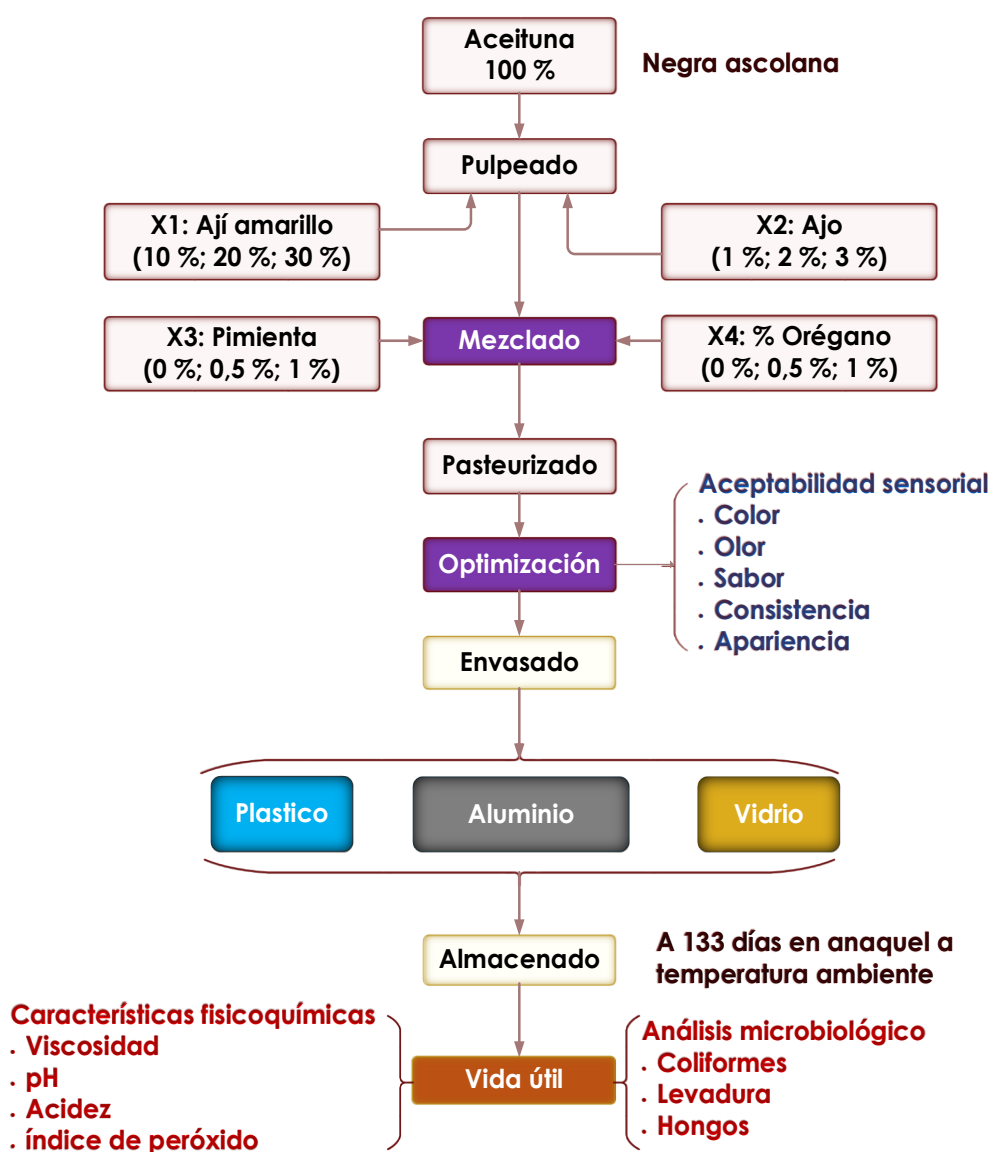 Aceituna
100 %
Negra ascolana
Pulpeado
X1: Ají amarillo
(10 %; 20 %; 30 %)
X2: Ajo
(1 %; 2 %; 3 %)
X3: Pimienta
(0 %; 0,5 %; 1 %)
Mezclado
X4: % Orégano
(0 %; 0,5 %; 1 %)
Pasteurizado
Optimización
Aceptabilidad sensorial
. Color
. Olor
. Sabor
. Consistencia
. Apariencia
Envasado
Plastico
Aluminio
Vidrio
Almacenado
A 133 días en anaquel a
temperatura ambiente
Características fisicoquímicas
. Viscosidad
. pH
. Acidez
. índice de peróxido
Vida útil
Análisis microbiológico
. Coliformes
. Levadura
. Hongos